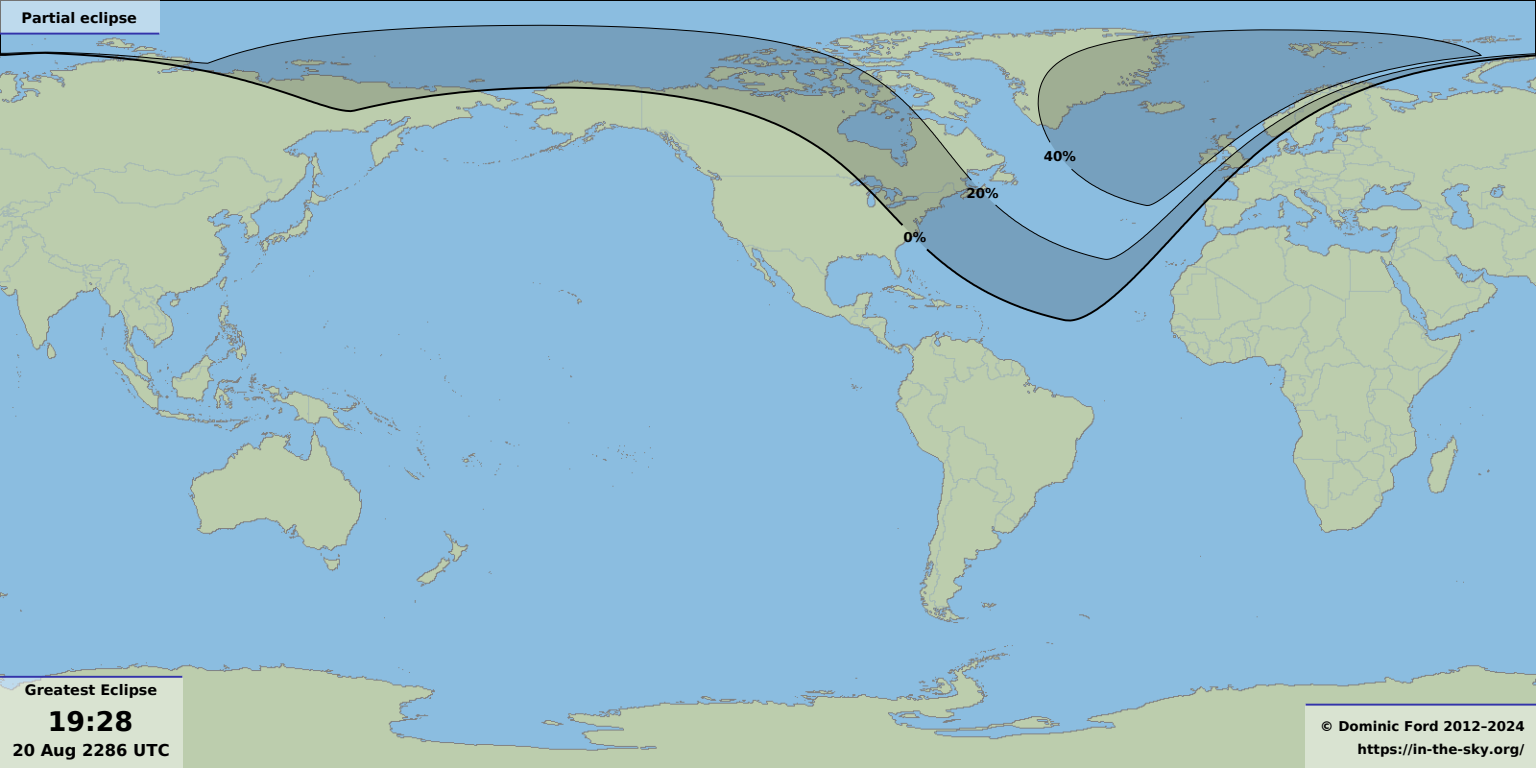 Partial eclipse
40%
20%
0%
Greatest Eclipse
19:28
20 Aug 2286 UTC
© Dominic Ford 2012–2024
https://in-the-sky.org/